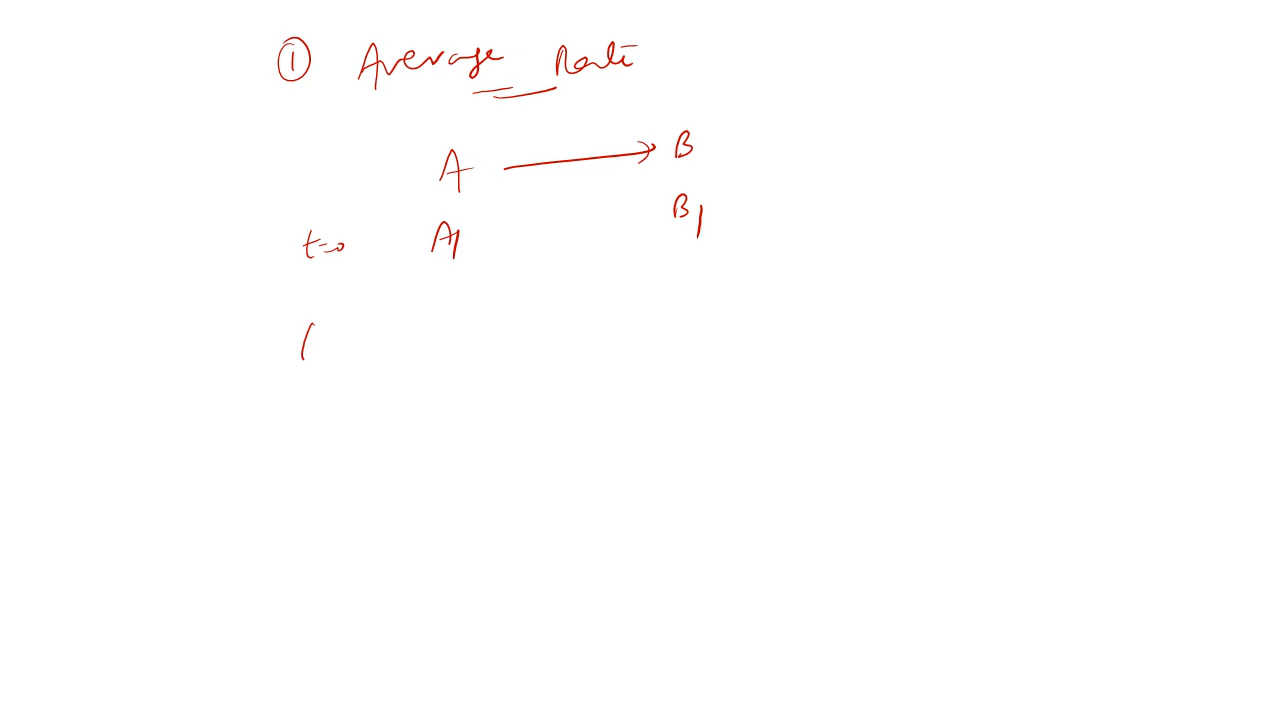 ① Average Rate
A → B
B1
t=0 A1
(